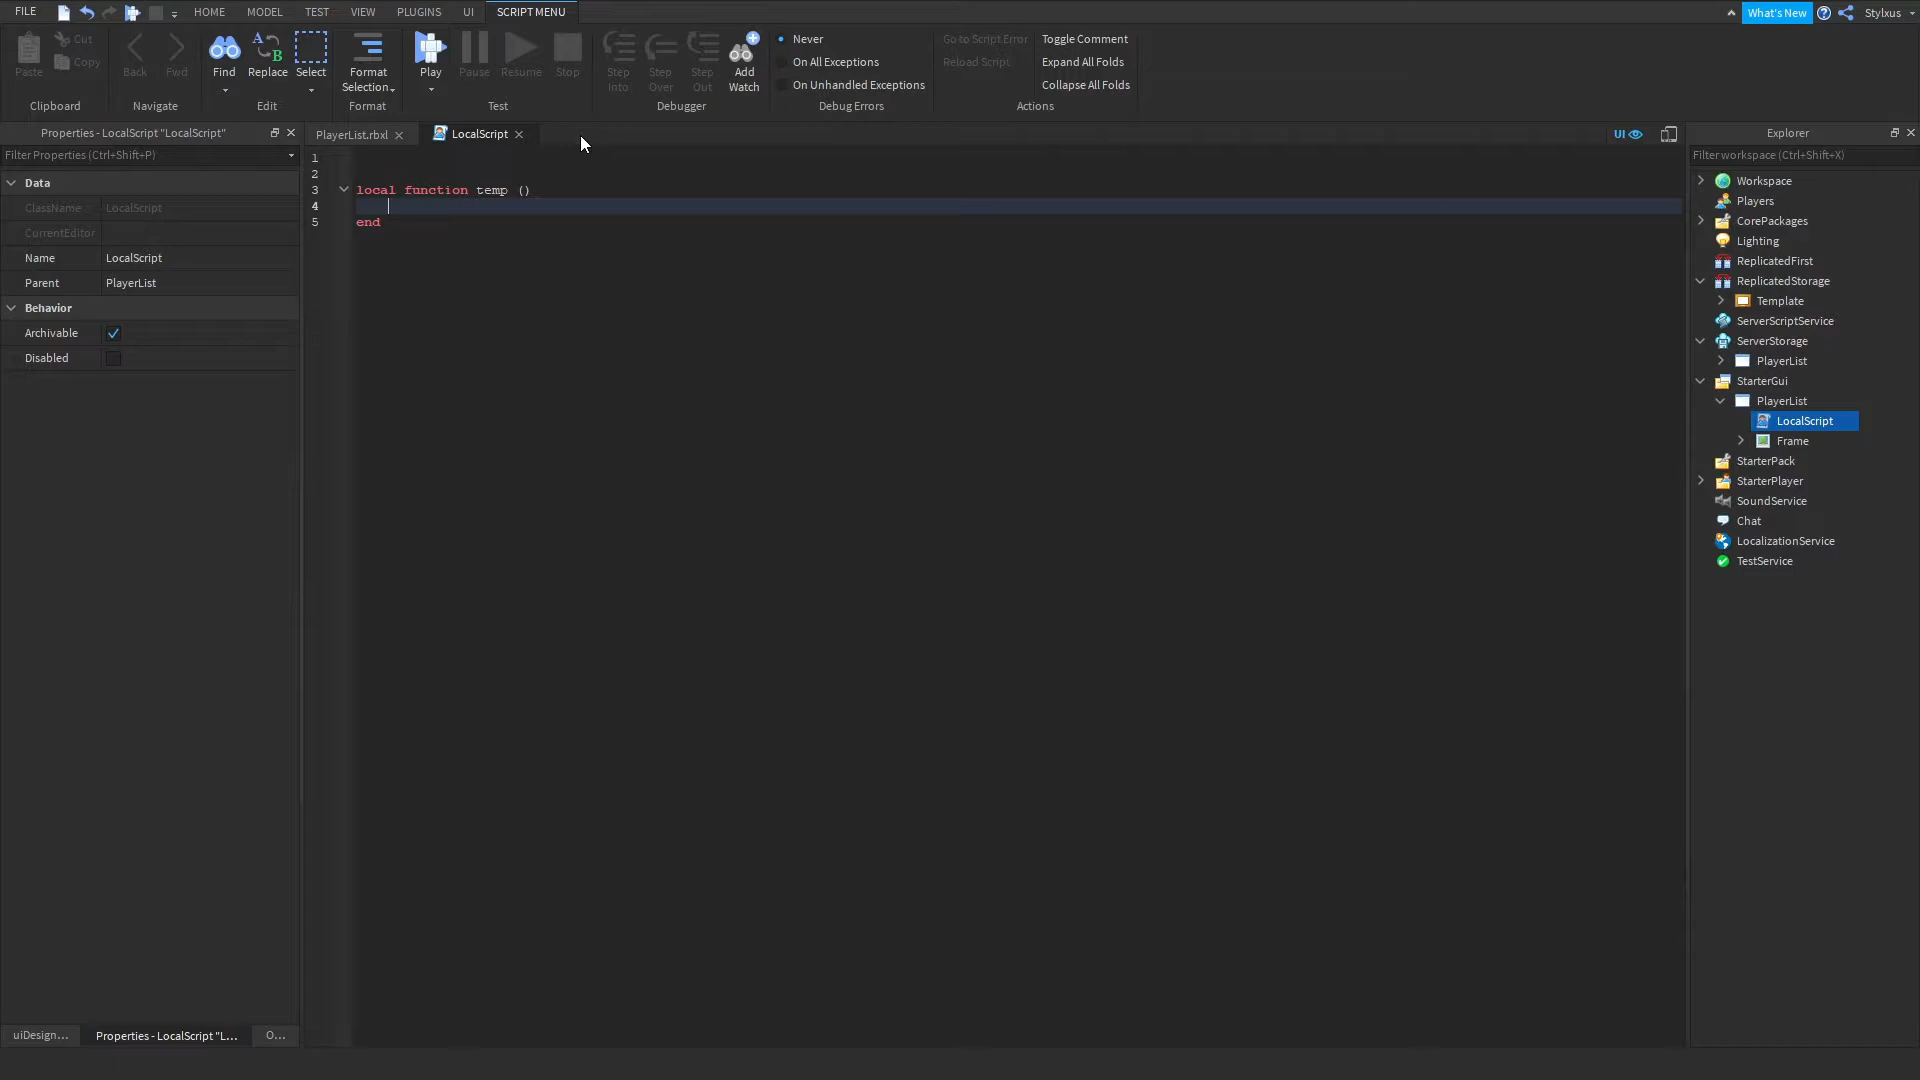 FILE HOME MODEL TEST VIEW PLUGINS UI SCRIPT MENU What's New Stylxus
Paste Cut Copy Back Fwd Find Replace Select Format Selection Play Pause Resume Stop Step Into Step Over Step Out Add Watch
Never
On All Exceptions
On Unhandled Exceptions
Go to Script Error
Reload Script
Toggle Comment
Expand All Folds
Collapse All Folds
Clipboard Navigate Edit Format Test Debugger Debug Errors Actions
Properties - LocalScript "LocalScript"
Filter Properties (Ctrl+Shift+P)
Data
ClassName LocalScript
CurrentEditor
Name LocalScript
Parent PlayerList
Behavior
Archivable
Disabled
uiDesign... Properties - LocalScript "L... O...
PlayerList.rbxl LocalScript UI
1
2
3 local function temp ()
4
5 end
Explorer
Filter workspace (Ctrl+Shift+X)
Workspace
Players
CorePackages
Lighting
ReplicatedFirst
ReplicatedStorage
Template
ServerScriptService
ServerStorage
PlayerList
StarterGui
PlayerList
LocalScript
Frame
StarterPack
StarterPlayer
SoundService
Chat
LocalizationService
TestService